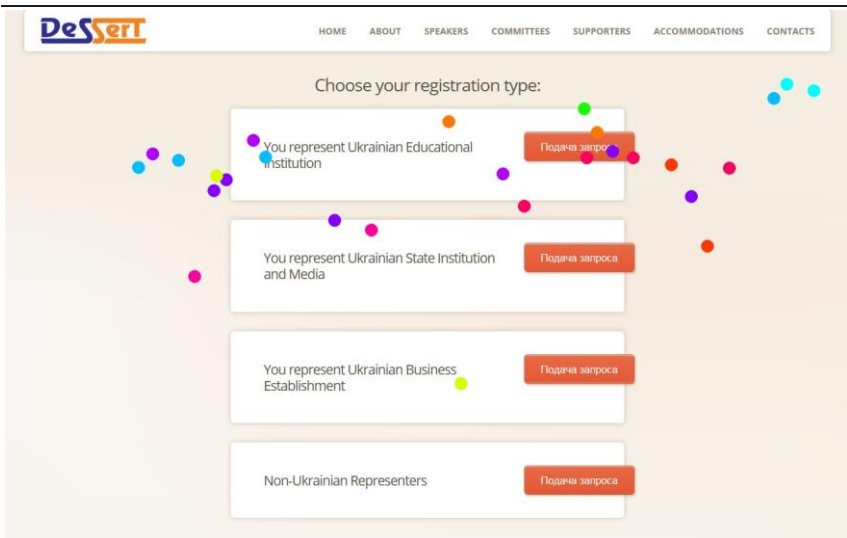 DeSSerT
HOME ABOUT SPEAKERS COMMITTEES SUPPORTERS ACCOMMODATIONS CONTACTS
Choose your registration type:
You represent Ukrainian Educational
Institution
Подача запроса
You represent Ukrainian State Institution
and Media
Подача запроса
You represent Ukrainian Business
Establishment
Подача запроса
Non-Ukrainian Representers
Подача запроса